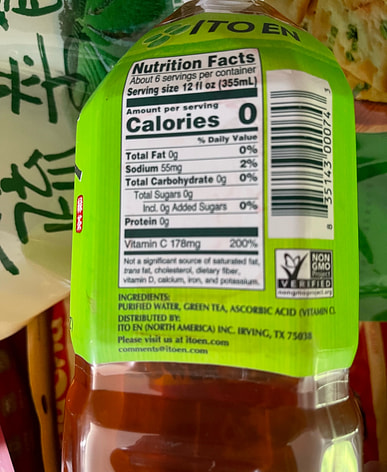 ITO EN
Nutrition Facts
About 6 servings per container
Serving size 12 fl oz (355mL)
Amount per serving
Calories 0
% Daily Value
Total Fat 0g 0%
Sodium 55mg 2%
Total Carbohydrate 0g 0%
Total Sugars 0g
Incl. 0g Added Sugars 0%
Protein 0g
Vitamin C 178mg 200%
Not a significant source of saturated fat,
trans fat, cholesterol, dietary fiber,
vitamin D, calcium, iron, and potassium.
8 35143 00074 3
NON
GMO
Project
VERIFIED
nongmoproject.org
INGREDIENTS:
PURIFIED WATER, GREEN TEA, ASCORBIC ACID (VITAMIN C).
DISTRIBUTED BY:
ITO EN (NORTH AMERICA) INC. IRVING, TX 75038
Please visit us at itoen.com
comments@itoen.com